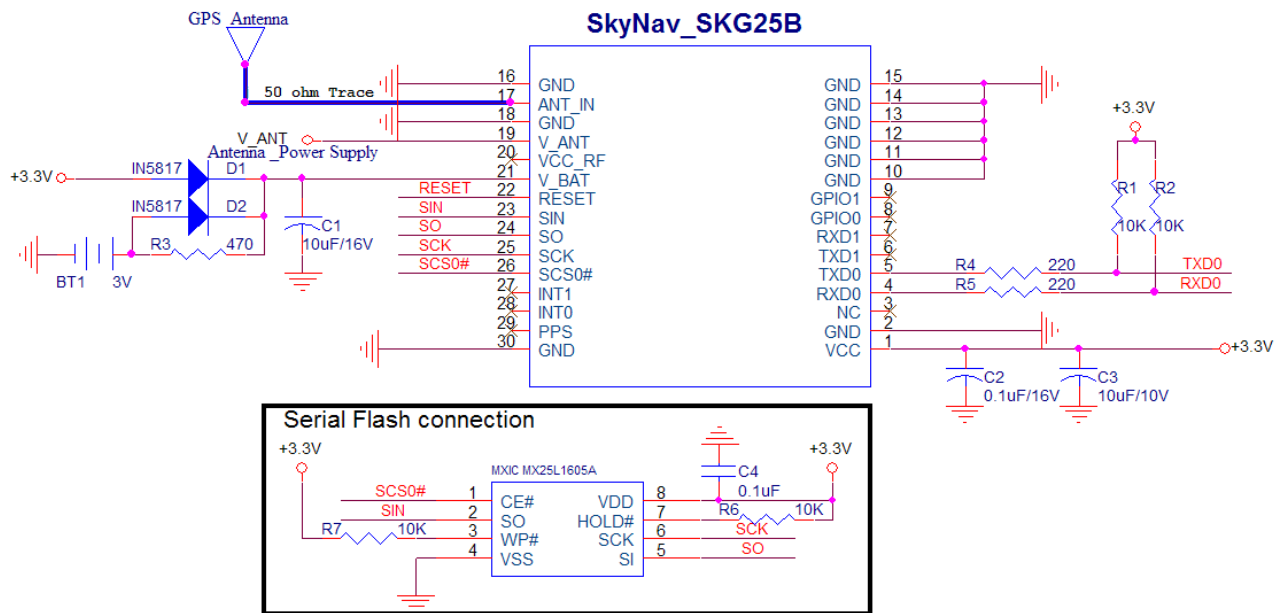 GPS Antenna
SkyNav_SKG25B
50 ohm Trace
V_ANT
Antenna _Power Supply
+3.3V
IN5817
D1
IN5817
D2
R3
470
BT1
3V
C1
10uF/16V
RESET
SIN
SO
SCK
SCS0#
16 GND
17 ANT_IN
18 GND
19 V_ANT
20 VCC_RF
21 V_BAT
22 RESET
23 SIN
24 SO
25 SCK
26 SCS0#
27 INT1
28 INT0
29 PPS
30 GND
GND 15
GND 14
GND 13
GND 12
GND 11
GND 10
GPIO1 9
GPIO0 8
RXD1 7
TXD1 6
TXD0 5
RXD0 4
NC 3
GND 2
VCC 1
+3.3V
R1
R2
10K
10K
R4
220
TXD0
R5
220
RXD0
+3.3V
C2
0.1uF/16V
C3
10uF/10V
Serial Flash connection
+3.3V
+3.3V
MXIC MX25L1605A
C4
0.1uF
SCS0#
SIN
R7
10K
1 CE#
2 SO
3 WP#
4 VSS
VDD 8
HOLD# 7
SCK 6
SI 5
R6
10K
SCK
SO